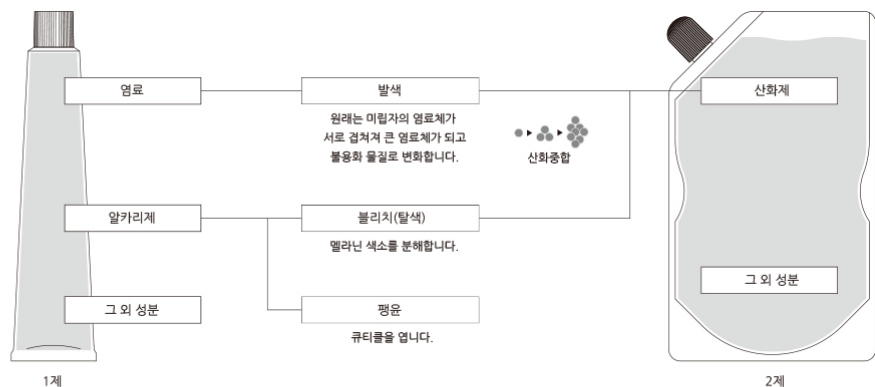 염료
발색
산화제
원래는 미립자의 염료체가
서로 겹쳐져 큰 염료체가 되고
불용화 물질로 변화합니다.
산화중합
알카리제
블리치(탈색)
멜라닌 색소를 분해합니다.
그 외 성분
그 외 성분
팽윤
큐티클을 엽니다.
1제
2제